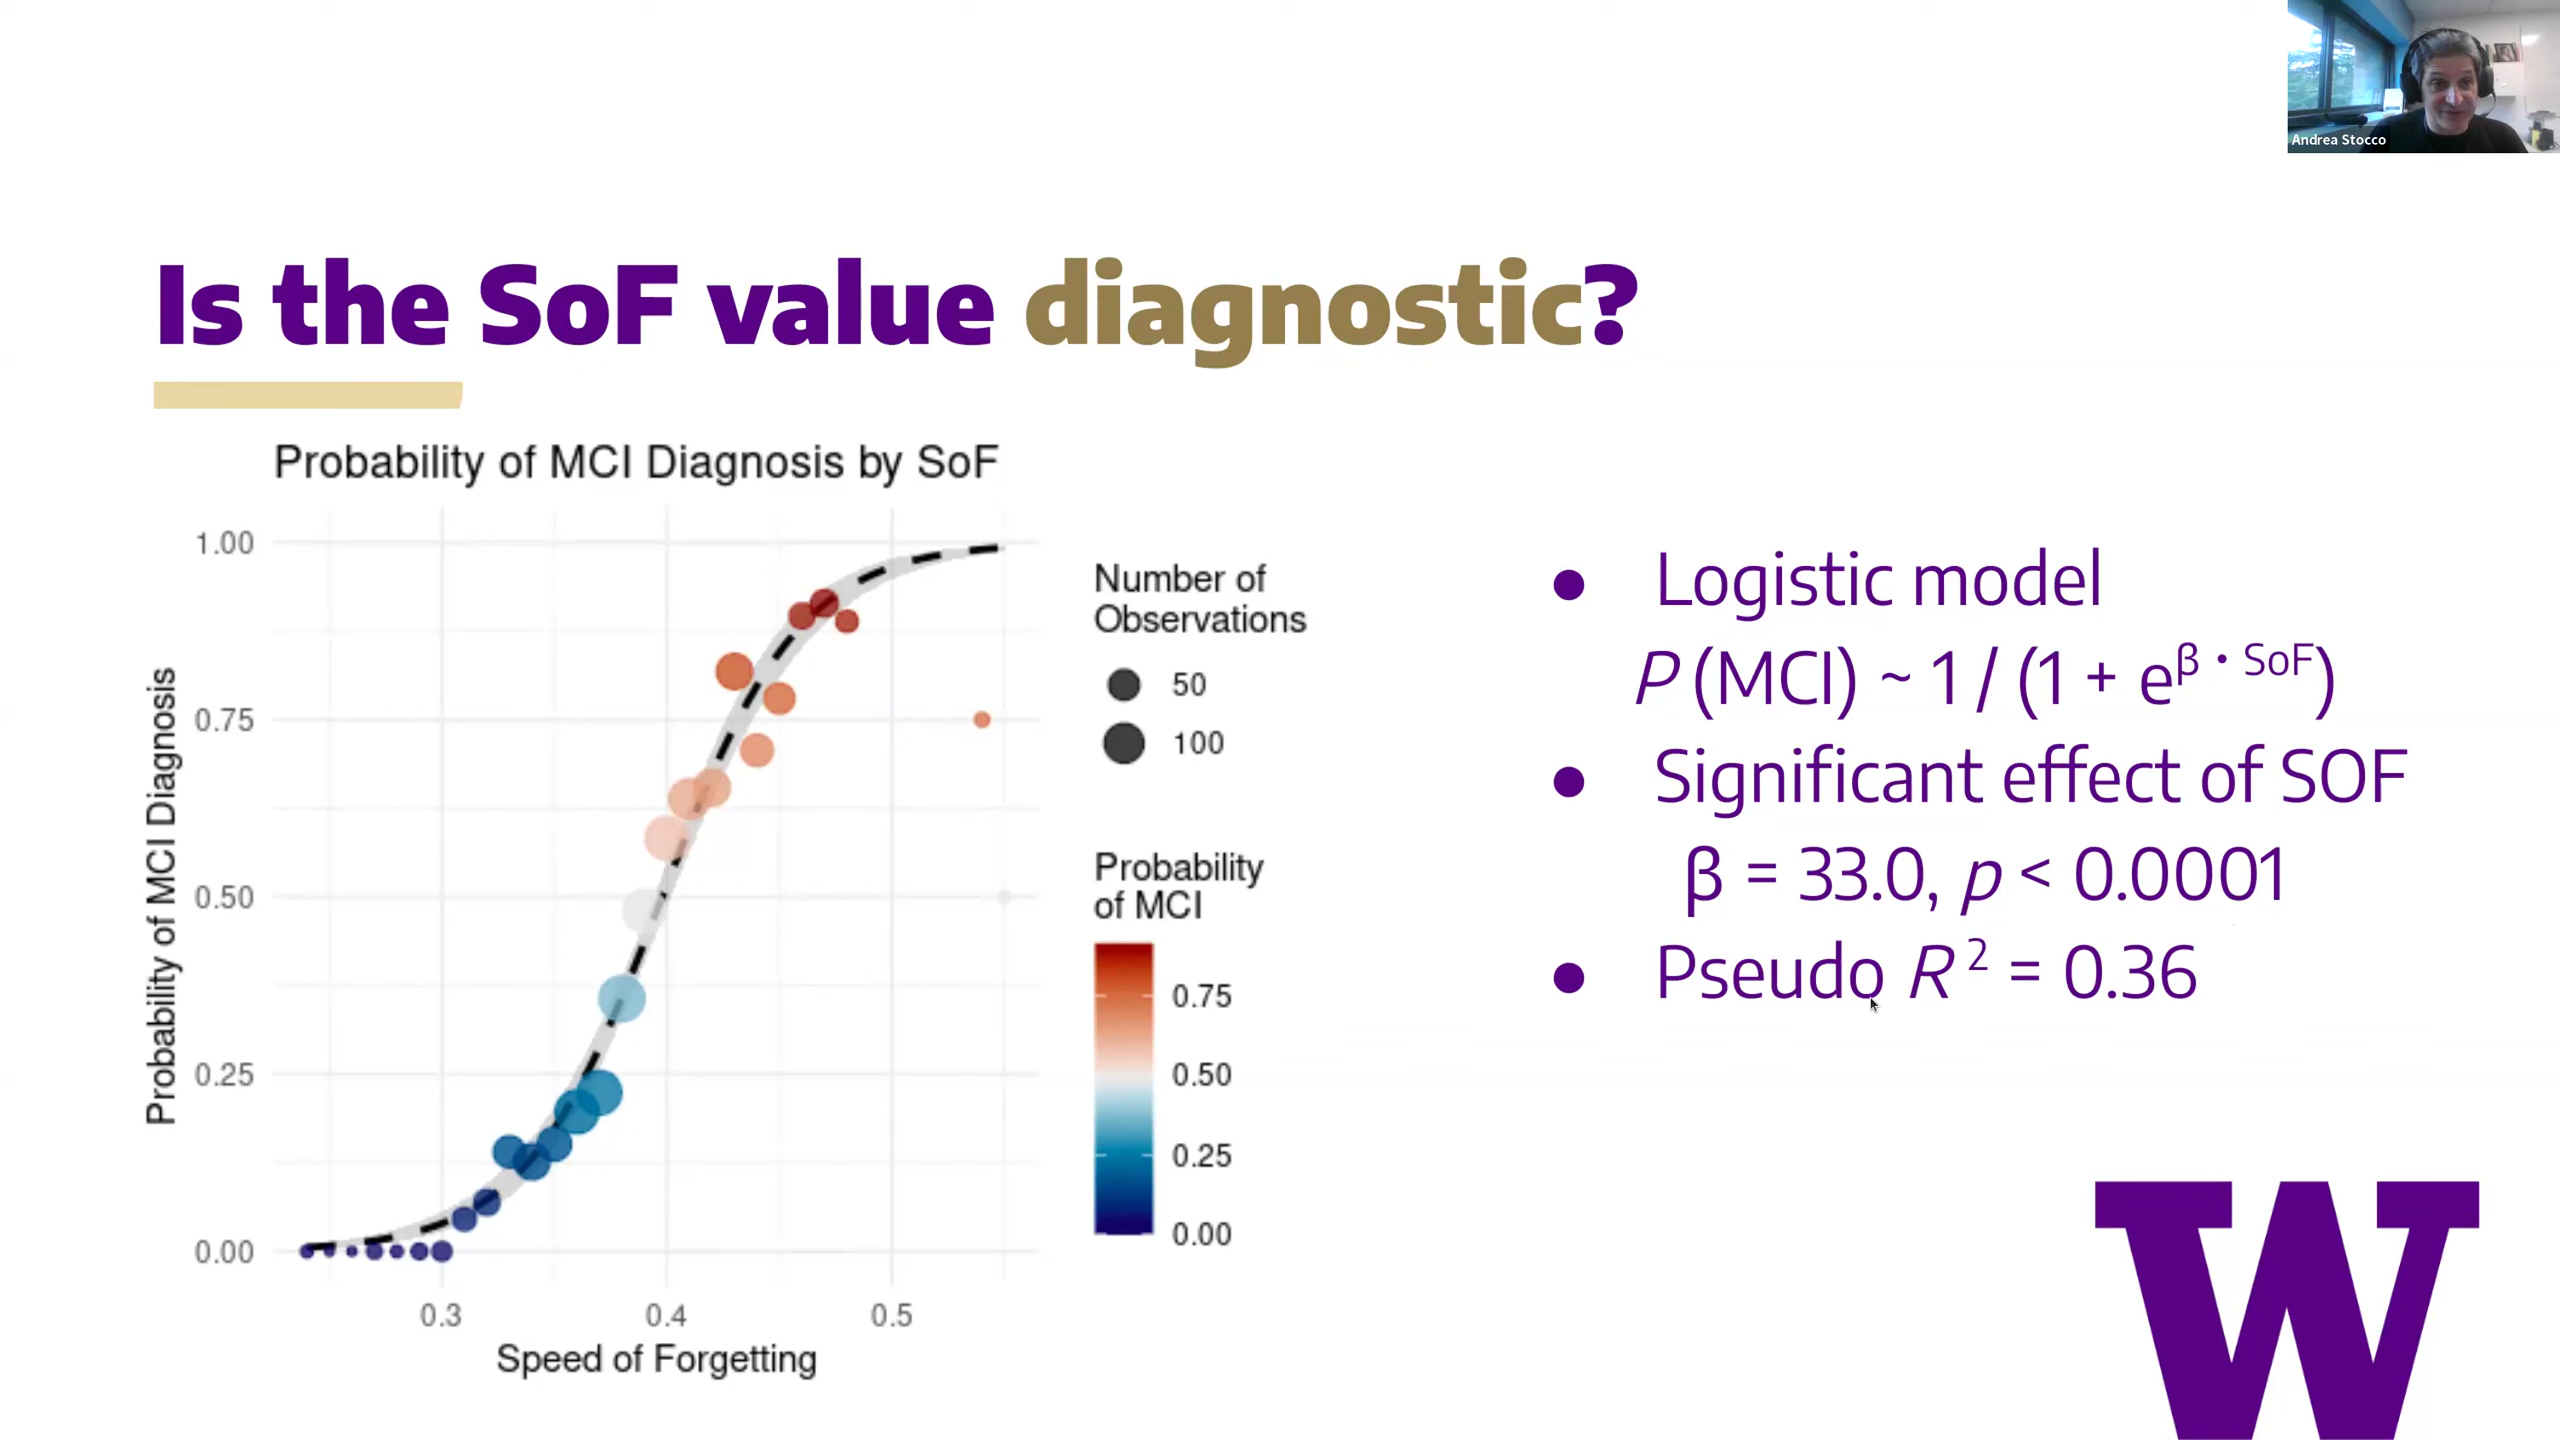 Andrea Stocco
Is the SoF value diagnostic?
Probability of MCI Diagnosis by SoF
Probability of MCI Diagnosis
1.00
0.75
0.50
0.25
0.00
0.3 0.4 0.5
Speed of Forgetting
Number of
Observations
50
100
Probability
of MCI
0.75
0.50
0.25
0.00
● Logistic model
P (MCI) ~ 1 / (1 + e^β · SoF)
● Significant effect of SOF
β = 33.0, p < 0.0001
● Pseudo R² = 0.36
W